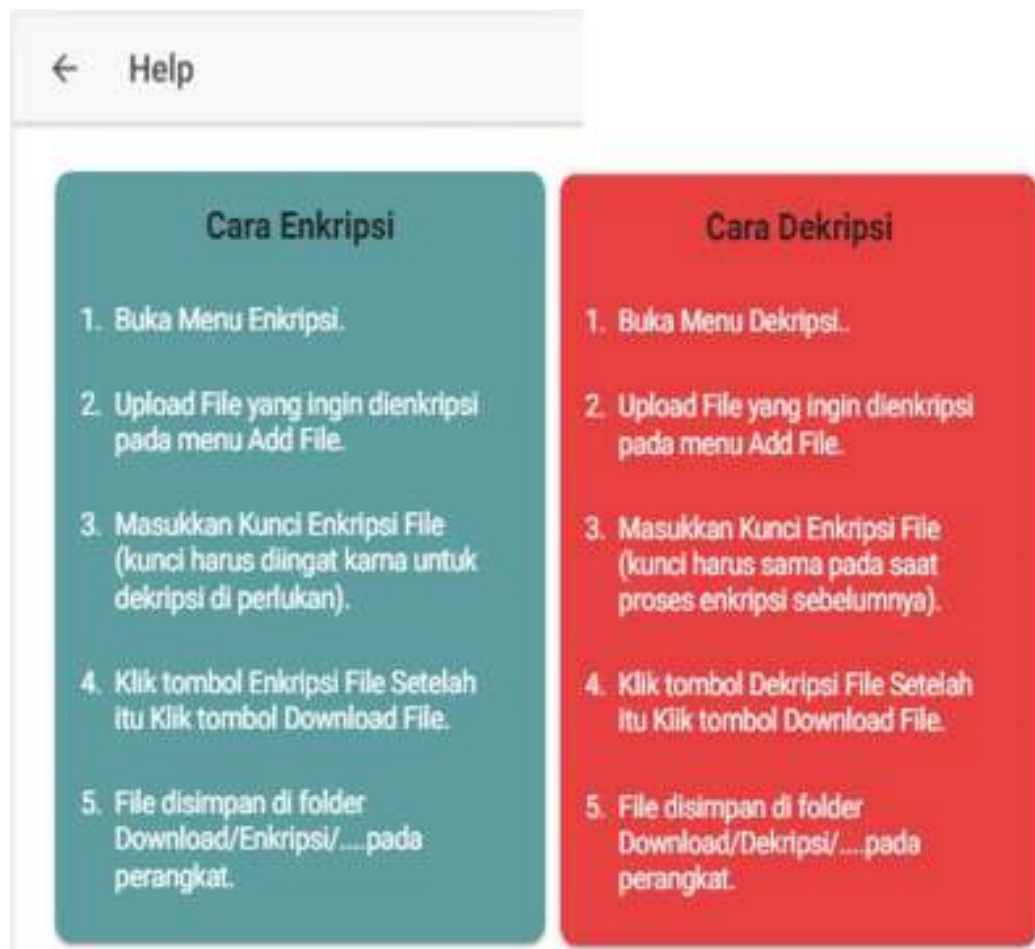 Help
Cara Enkripsi
1. Buka Menu Enkripsi.
2. Upload File yang ingin dienkripsi
pada menu Add File.
3. Masukkan Kunci Enkripsi File
(kunci harus diingat karna untuk
dekripsi di perlukan).
4. Klik tombol Enkripsi File Setelah
itu Klik tombol Download File.
5. File disimpan di folder
Download/Enkripsi/....pada
perangkat.
Cara Dekripsi
1. Buka Menu Dekripsi..
2. Upload File yang ingin dienkripsi
pada menu Add File.
3. Masukkan Kunci Enkripsi File
(kunci harus sama pada saat
proses enkripsi sebelumnya).
4. Klik tombol Dekripsi File Setelah
itu Klik tombol Download File.
5. File disimpan di folder
Download/Dekripsi/....pada
perangkat.